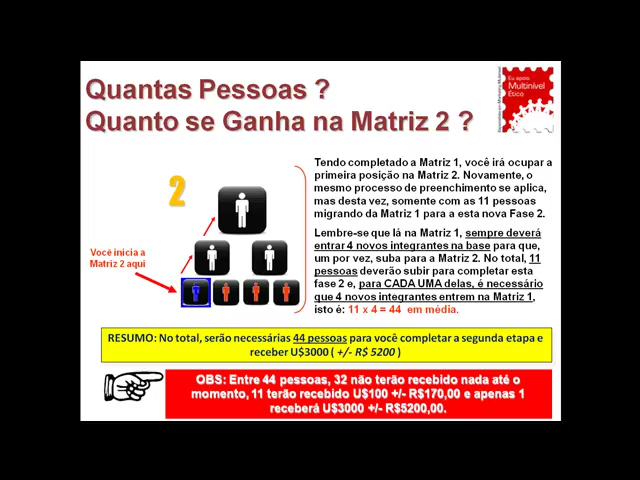 Quantas Pessoas ?
Quanto se Ganha na Matriz 2 ?
Eu apoio
Multinível
Ético
2
Você inicia a
Matriz 2 aqui
Tendo completado a Matriz 1, você irá ocupar a
primeira posição na Matriz 2. Novamente, o
mesmo processo de preenchimento se aplica,
mas desta vez, somente com as 11 pessoas
migrando da Matriz 1 para a esta nova Fase 2.
Lembre-se que lá na Matriz 1, sempre deverá
entrar 4 novos integrantes na base para que,
um por vez, suba para a Matriz 2. No total, 11
pessoas deverão subir para completar esta
fase 2 e, para CADA UMA delas, é necessário
que 4 novos integrantes entrem na Matriz 1,
isto é: 11 x 4 = 44 em média.
RESUMO: No total, serão necessárias 44 pessoas para você completar a segunda etapa e
receber U$3000 ( +/- R$ 5200 )
OBS: Entre 44 pessoas, 32 não terão recebido nada até o
momento, 11 terão recebido U$100 +/- R$170,00 e apenas 1
receberá U$3000 +/- R$5200,00.